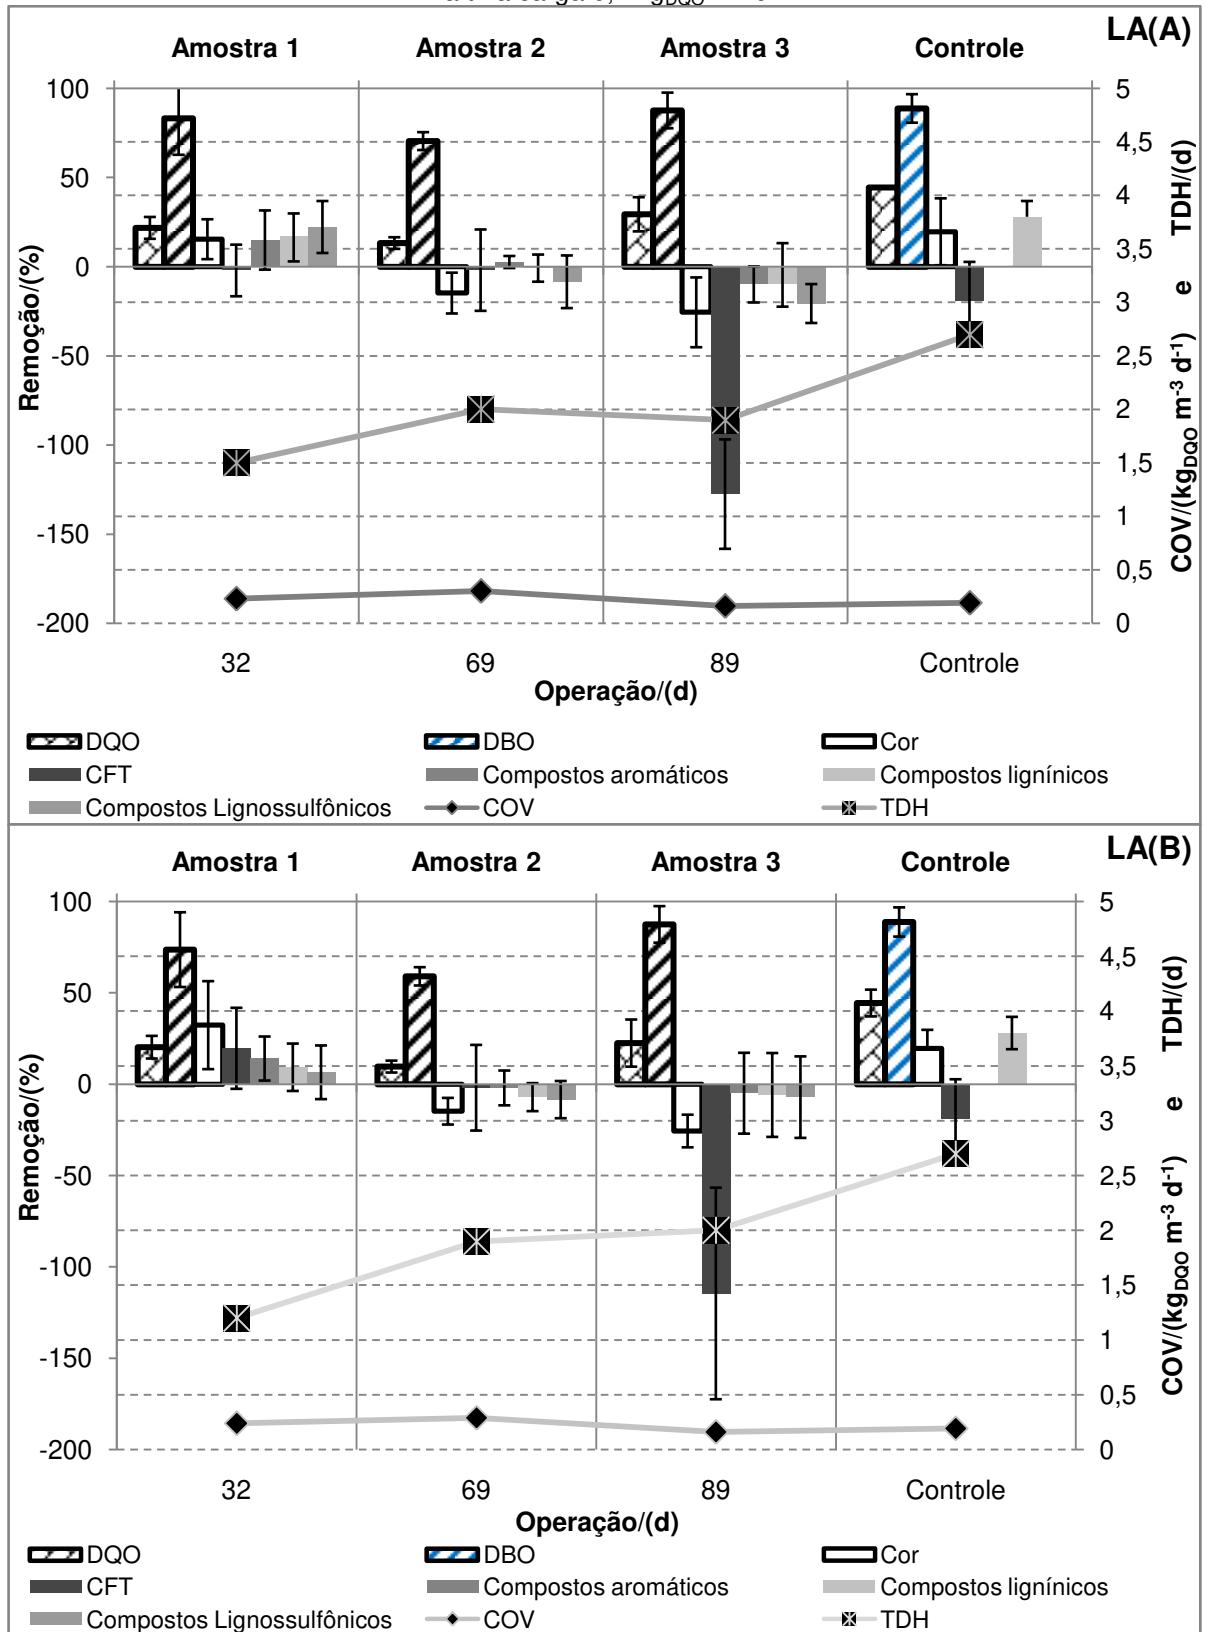 LA(A)
Amostra 1 Amostra 2 Amostra 3 Controle
100
50
0
-50
-100
-150
-200
Remoção/(%)
5
4,5
4
3,5
3
2,5
2
1,5
1
0,5
0
COV/(kgDQO m-3 d-1) e TDH/(d)
32 69 89 Controle
Operação/(d)
DQO DBO Cor
CFT Compostos aromáticos Compostos lignínicos
Compostos Lignossulfônicos COV TDH
LA(B)
Amostra 1 Amostra 2 Amostra 3 Controle
100
50
0
-50
-100
-150
-200
Remoção/(%)
5
4,5
4
3,5
3
2,5
2
1,5
1
0,5
0
COV/(kgDQO m-3 d-1) e TDH/(d)
32 69 89 Controle
Operação/(d)
DQO DBO Cor
CFT Compostos aromáticos Compostos lignínicos
Compostos Lignossulfônicos COV TDH